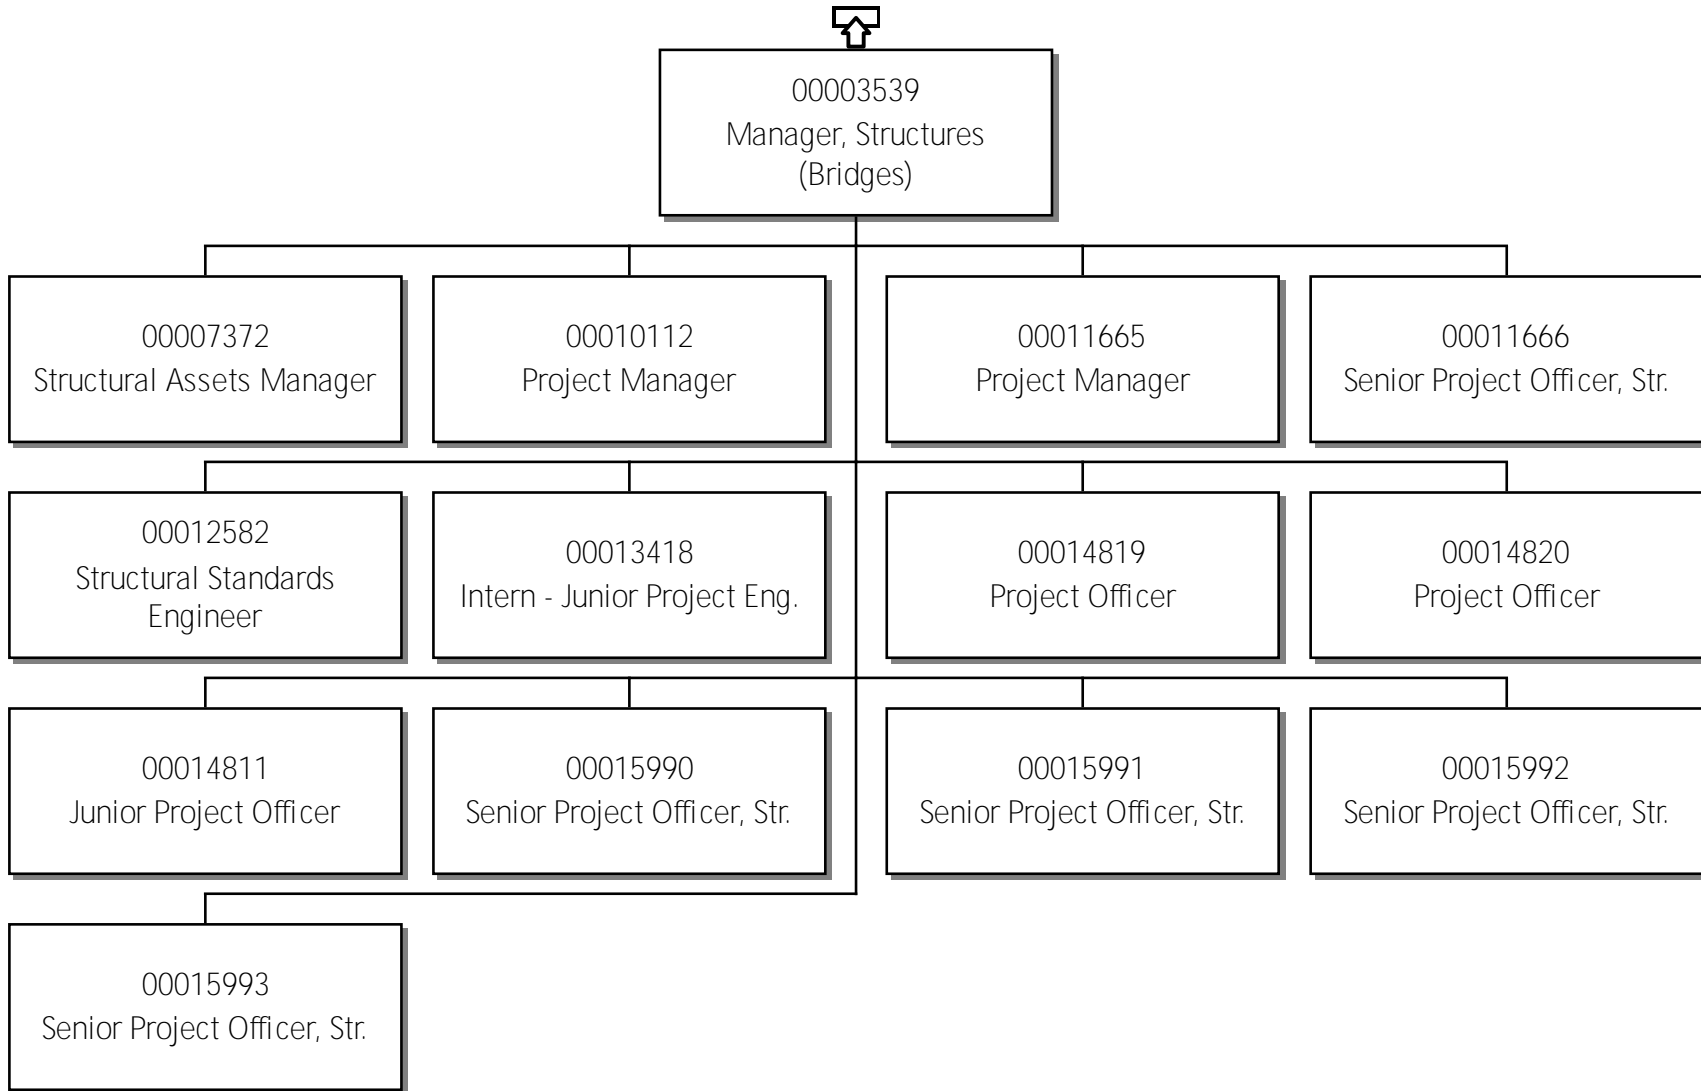 00003539
Manager, Structures
(Bridges)
00007372
Structural Assets Manager
00010112
Project Manager
00011665
Project Manager
00011666
Senior Project Officer, Str.
00012582
Structural Standards
Engineer
00013418
Intern - Junior Project Eng.
00014819
Project Officer
00014820
Project Officer
00014811
Junior Project Officer
00015990
Senior Project Officer, Str.
00015991
Senior Project Officer, Str.
00015992
Senior Project Officer, Str.
00015993
Senior Project Officer, Str.